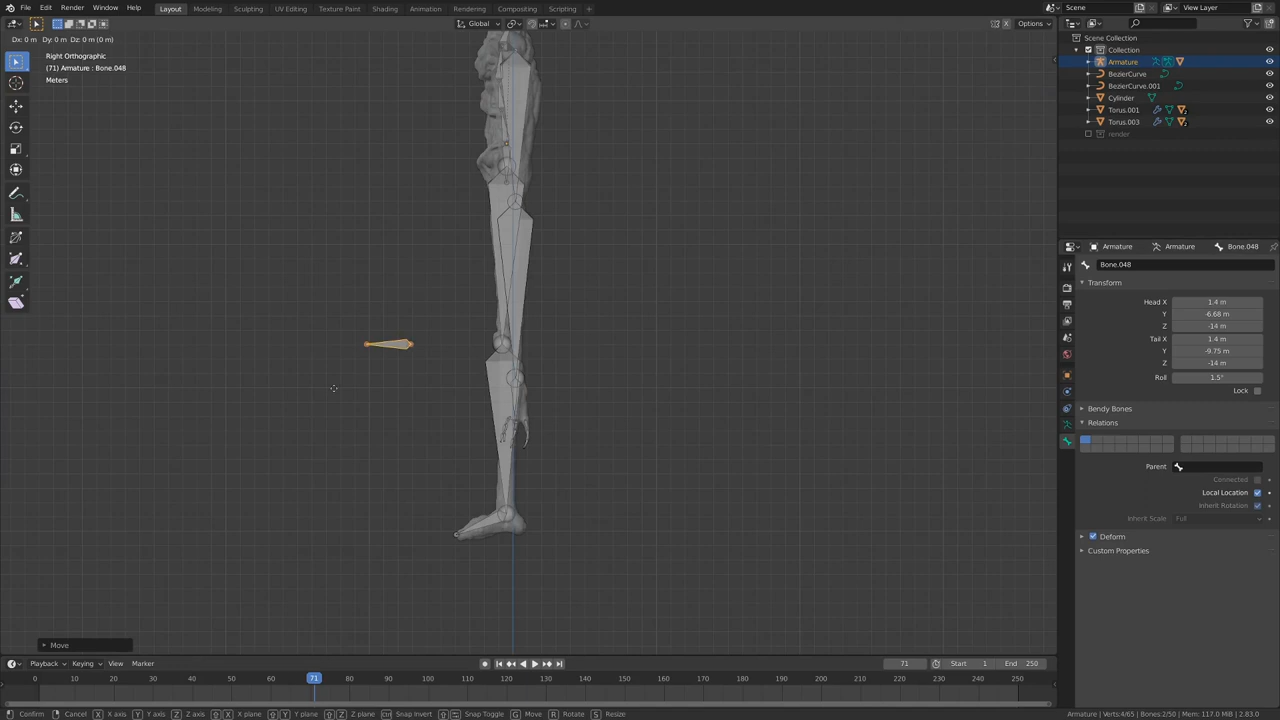 File Edit Render Window Help Layout Modeling Sculpting UV Editing Texture Paint Shading Animation Rendering Compositing Scripting Scene View Layer
Global Options
Dx: 0 m Dy: 0 m (0 m)
Right Orthographic
(71) Armature : Bone.048
Meters
Scene Collection
Collection
Armature
BezierCurve
BezierCurve.001
Cylinder
Torus.001
Torus.003
render
Armature Armature Bone.048
Bone.048
Transform
Head X 1.4 m
Y -6.68 m
Z -14 m
Tail X 1.4 m
Y -9.75 m
Z -14 m
Roll 1.5°
Lock
Bendy Bones
Relations
Parent
Connected
Local Location
Inherit Rotation
Inherit Scale Full
Deform
Custom Properties
Move
Playback Keying View Marker 71 Start 1 End 250
0 10 20 30 40 50 60 71 80 90 100 110 120 130 140 150 160 170 180 190 200 210 220 230 240 250
Confirm Cancel X X axis Y Y axis Z Z axis X X plane Y Y plane Z Z plane Ctrl Snap Invert Snap Toggle G Move R Rotate S Resize Armature | Verts:4/65 | Bones:2/50 | Mem: 117.0 MiB | 2.83.0